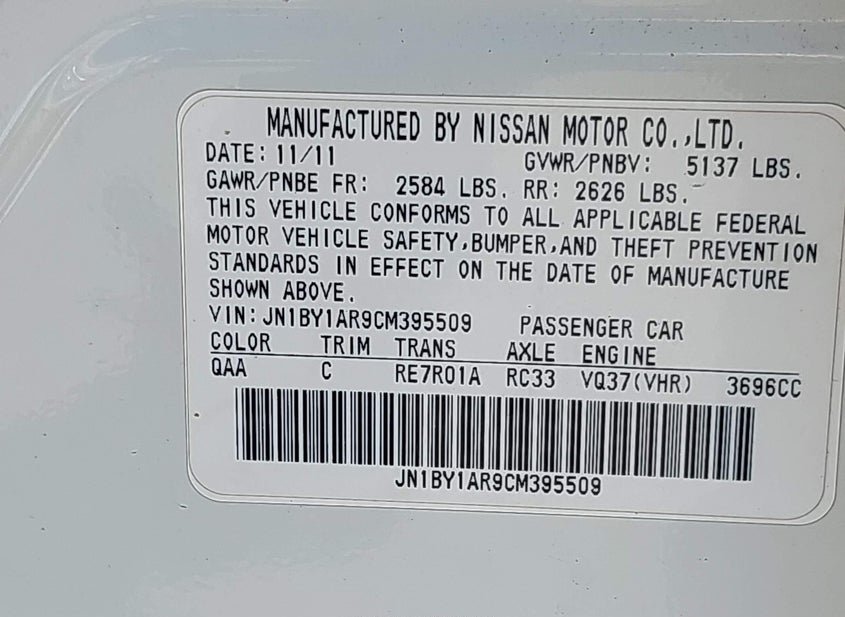 MANUFACTURED BY NISSAN MOTOR CO.,LTD.
DATE: 11/11 GVWR/PNBV: 5137 LBS.
GAWR/PNBE FR: 2584 LBS. RR: 2626 LBS.
THIS VEHICLE CONFORMS TO ALL APPLICABLE FEDERAL
MOTOR VEHICLE SAFETY,BUMPER,AND THEFT PREVENTION
STANDARDS IN EFFECT ON THE DATE OF MANUFACTURE
SHOWN ABOVE.
VIN:JN1BY1AR9CM395509 PASSENGER CAR
COLOR TRIM TRANS AXLE ENGINE
QAA C RE7R01A RC33 VQ37(VHR) 3696CC
JN1BY1AR9CM395509